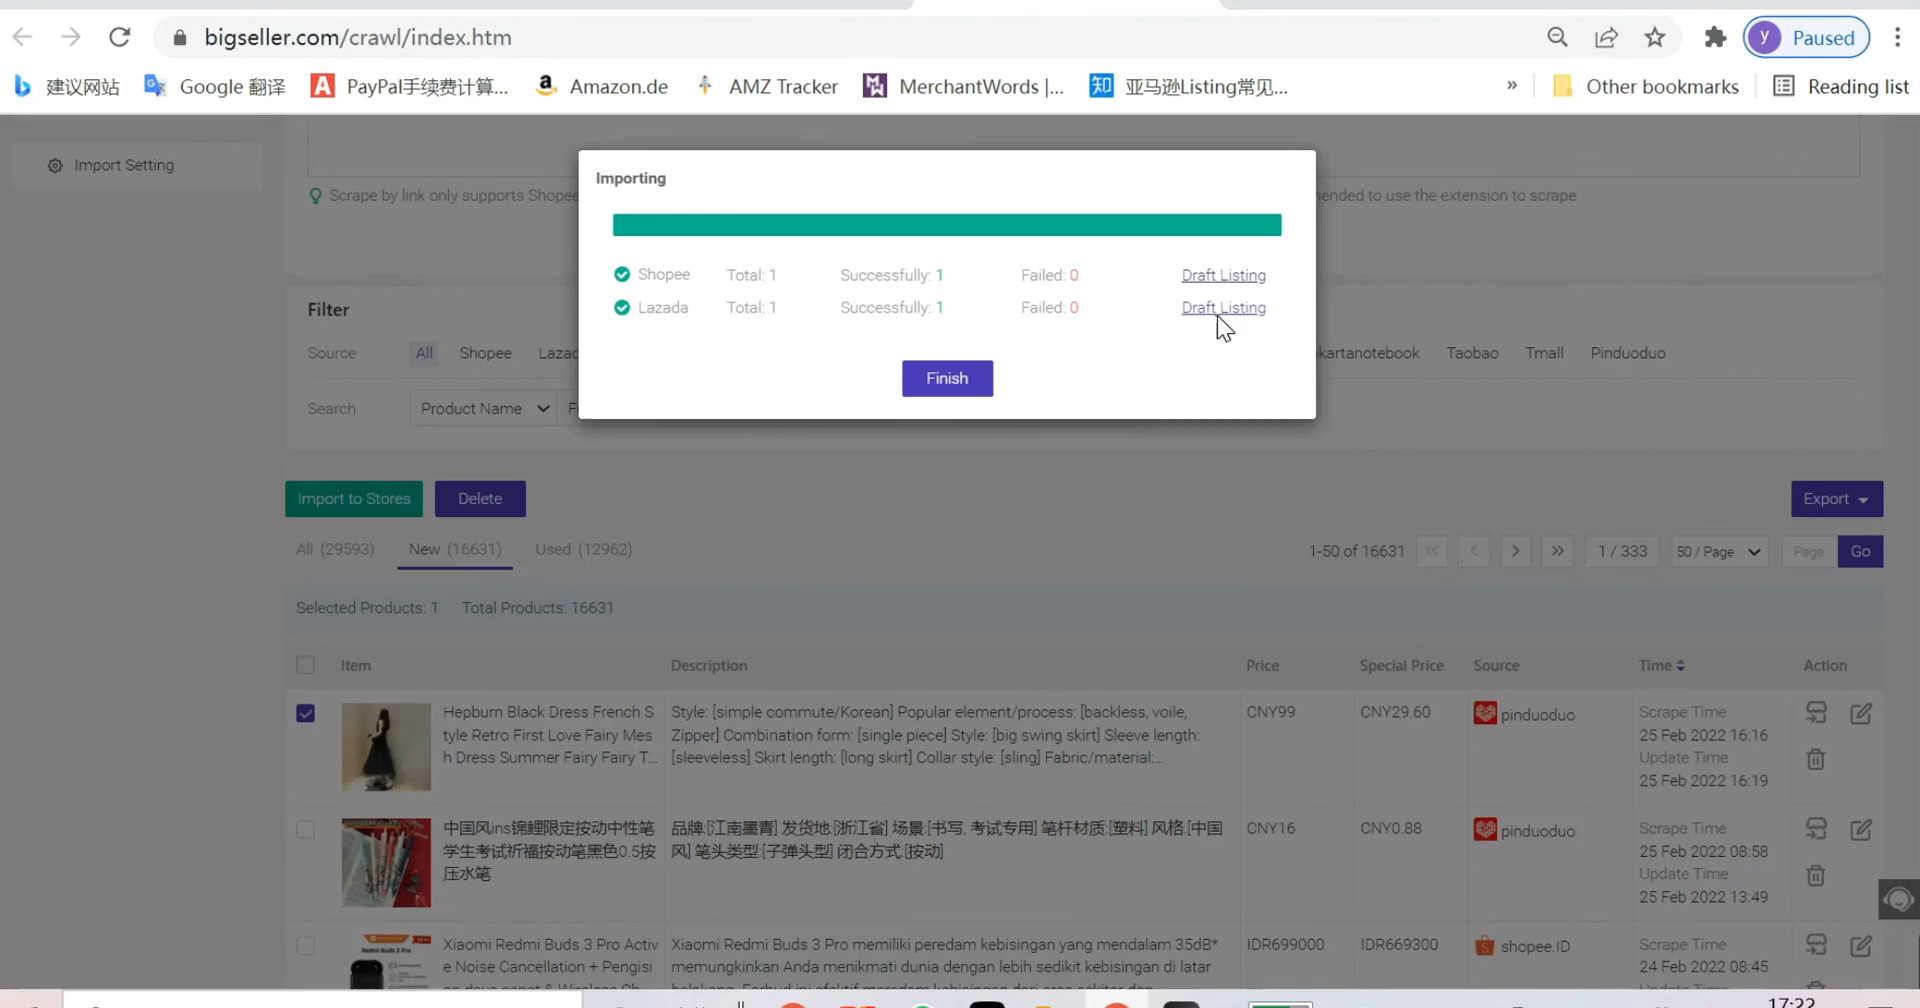 bigseller.com/crawl/index.htm
y Paused
建议网站 Google 翻译 PayPal手续费计算... Amazon.de AMZ Tracker MerchantWords |... 知 亚马逊Listing常见... » Other bookmarks Reading list
Import Setting
Scrape by link only supports Shopee
ended to use the extension to scrape
Importing
Shopee Total: 1 Successfully: 1 Failed: 0 Draft Listing
Lazada Total: 1 Successfully: 1 Failed: 0 Draft Listing
Finish
Filter
Source All Shopee Lazad
kartanotebook Taobao Tmall Pinduoduo
Search Product Name
Import to Stores Delete Export
All (29593) New (16631) Used (12962) 1-50 of 16631 1 / 333 50 / Page Page Go
Selected Products: 1 Total Products: 16631
Item Description Price Special Price Source Time Action
Hepburn Black Dress French S
tyle Retro First Love Fairy Mes
h Dress Summer Fairy Fairy T...
Style: [simple commute/Korean] Popular element/process: [backless, voile,
Zipper] Combination form: [single piece] Style: [big swing skirt] Sleeve length:
[sleeveless] Skirt length: [long skirt] Collar style: [sling] Fabric/material:...
CNY99 CNY29.60 pinduoduo
Scrape Time
25 Feb 2022 16:16
Update Time
25 Feb 2022 16:19
中国风ins锦鲤限定按动中性笔
学生考试祈福按动笔黑色0.5按
压水笔
品牌:[江南墨青] 发货地:[浙江省] 场景:[书写, 考试专用] 笔杆材质:[塑料] 风格:[中国
风] 笔头类型:[子弹头型] 闭合方式:[按动]
CNY16 CNY0.88 pinduoduo
Scrape Time
25 Feb 2022 08:58
Update Time
25 Feb 2022 13:49
Xiaomi Redmi Buds 3 Pro Activ
e Noise Cancellation + Pengisi
Xiaomi Redmi Buds 3 Pro memiliki peredam kebisingan yang mendalam 35dB*
memungkinkan Anda menikmati dunia dengan lebih sedikit kebisingan di latar
IDR699000 IDR669300 shopee.ID
Scrape Time
24 Feb 2022 08:45
17:22